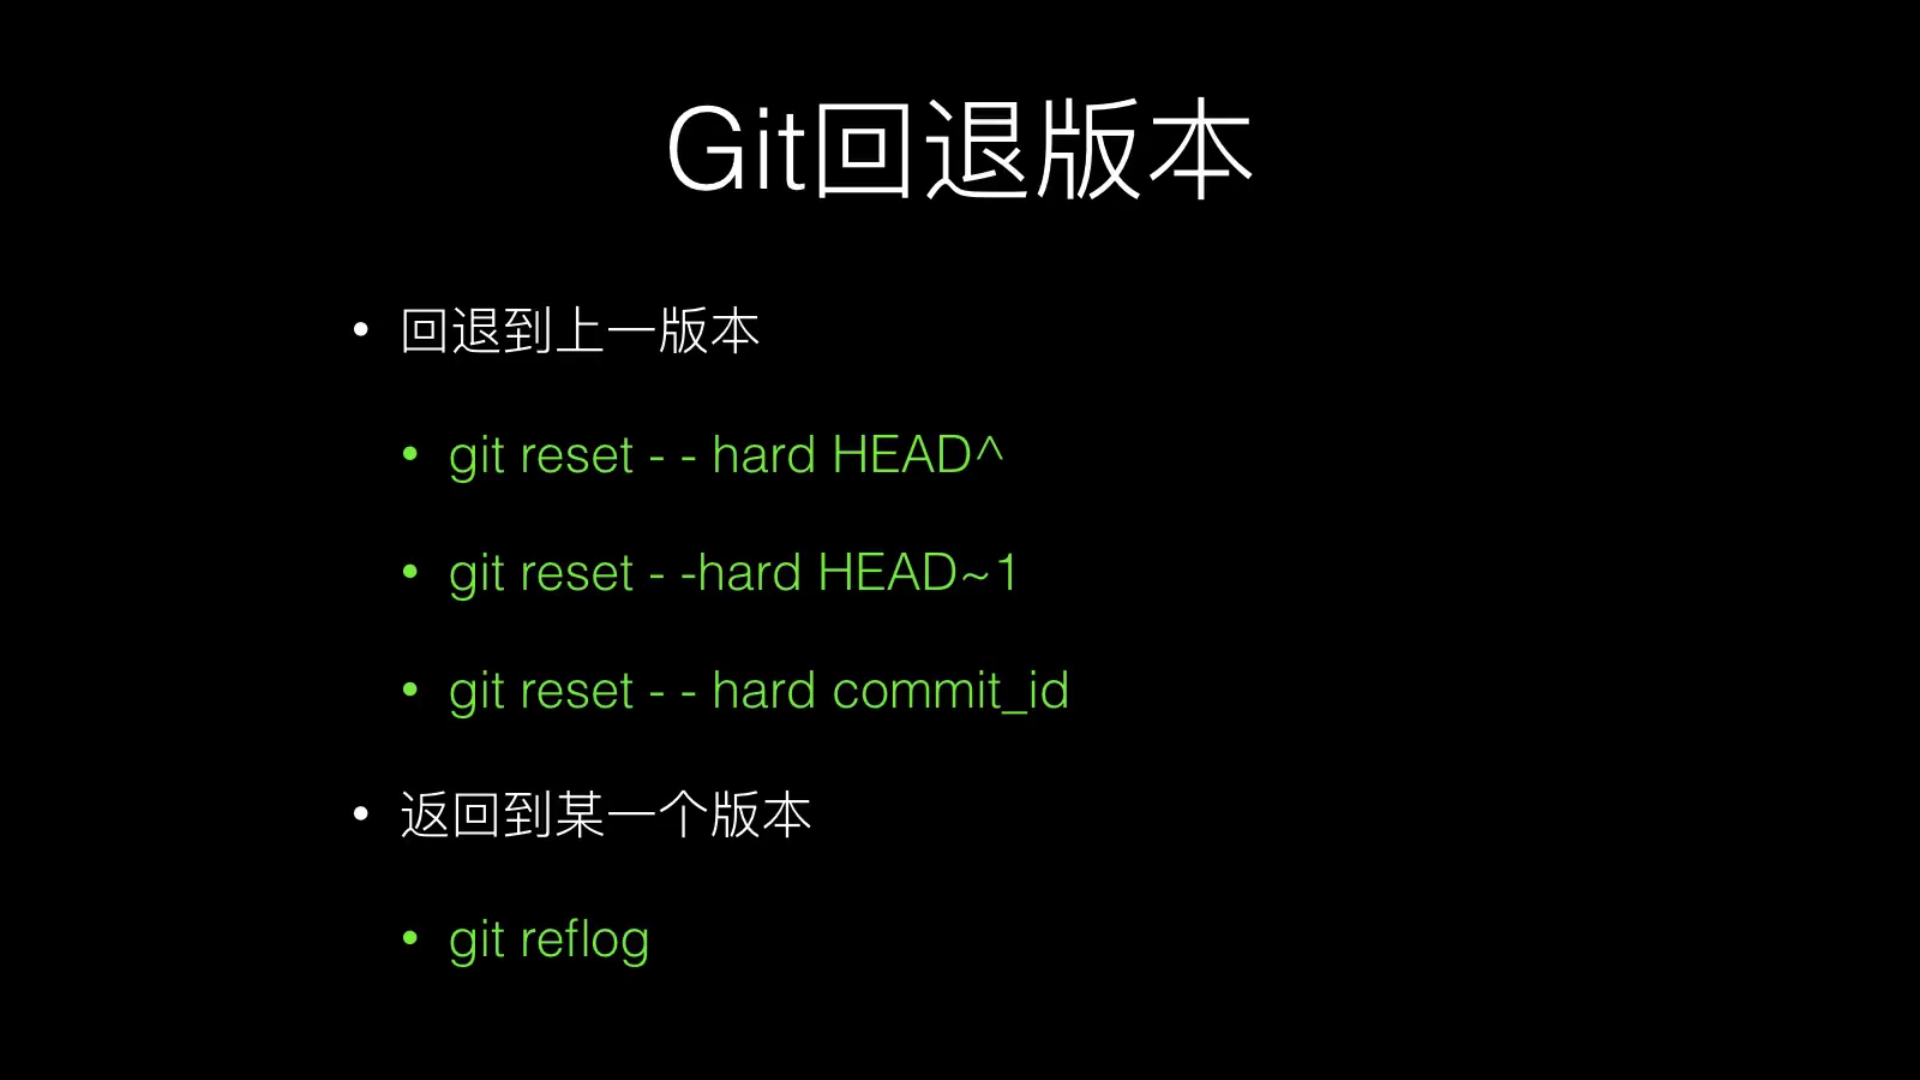 Git回退版本
• 回退到上一版本
• git reset - - hard HEAD^
• git reset - -hard HEAD~1
• git reset - - hard commit_id
• 返回到某一个版本
• git reflog